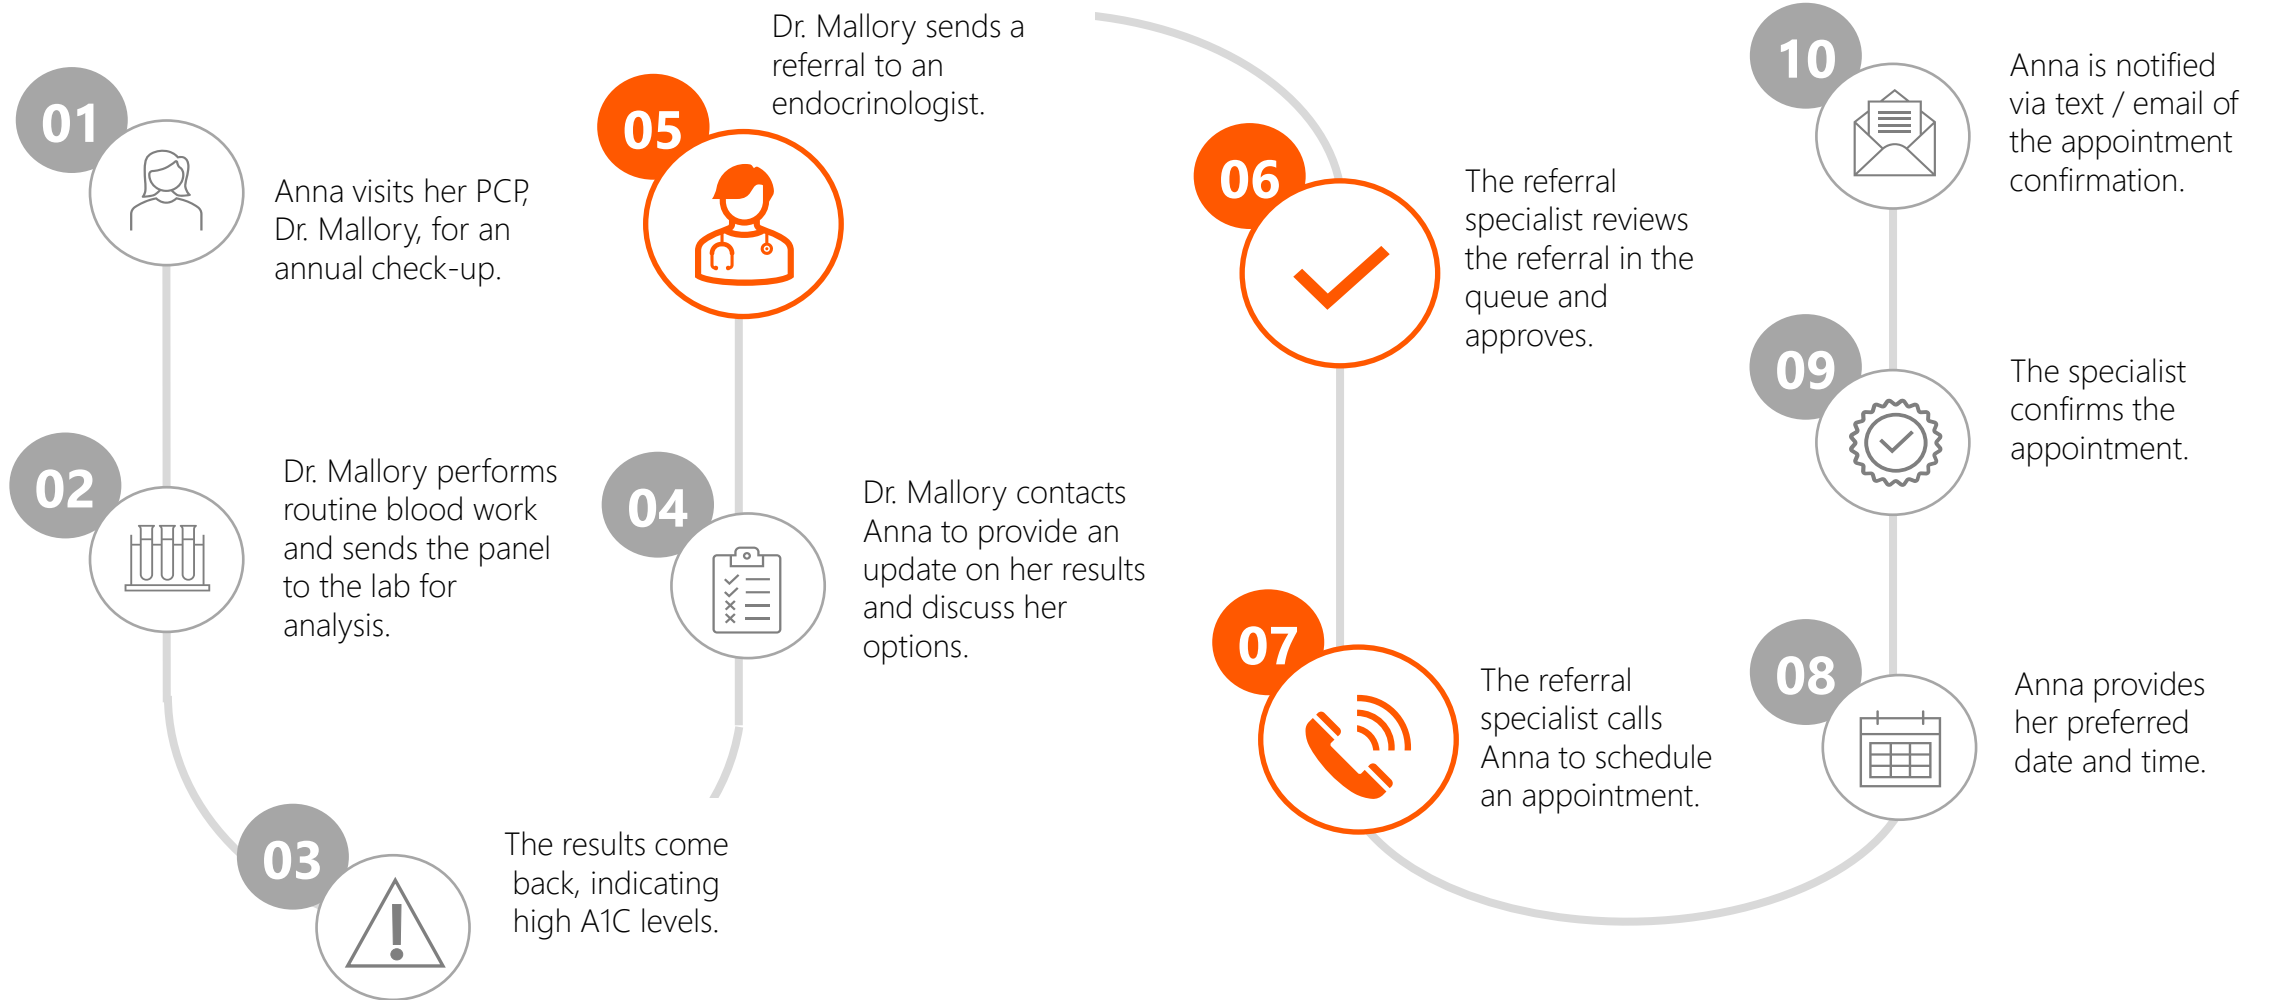 01
Anna visits her PCP,
Dr. Mallory, for an
annual check-up.
02
Dr. Mallory performs
routine blood work
and sends the panel
to the lab for
analysis.
03
The results come
back, indicating
high A1C levels.
04
Dr. Mallory contacts
Anna to provide an
update on her results
and discuss her
options.
05
Dr. Mallory sends a
referral to an
endocrinologist.
06
The referral
specialist reviews
the referral in the
queue and
approves.
07
The referral
specialist calls
Anna to schedule
an appointment.
08
Anna provides
her preferred
date and time.
09
The specialist
confirms the
appointment.
10
Anna is notified
via text / email of
the appointment
confirmation.